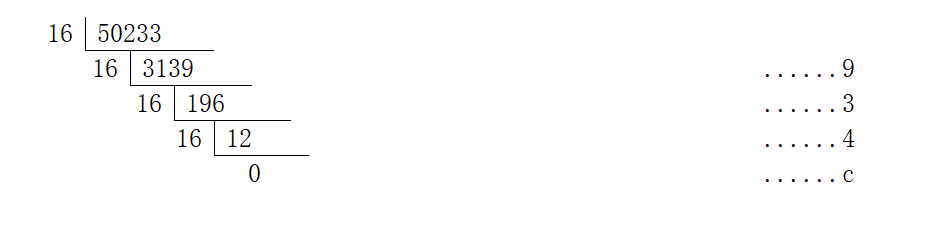 16 50233
16 3139 ......9
16 196 ......3
16 12 ......4
0 ......c